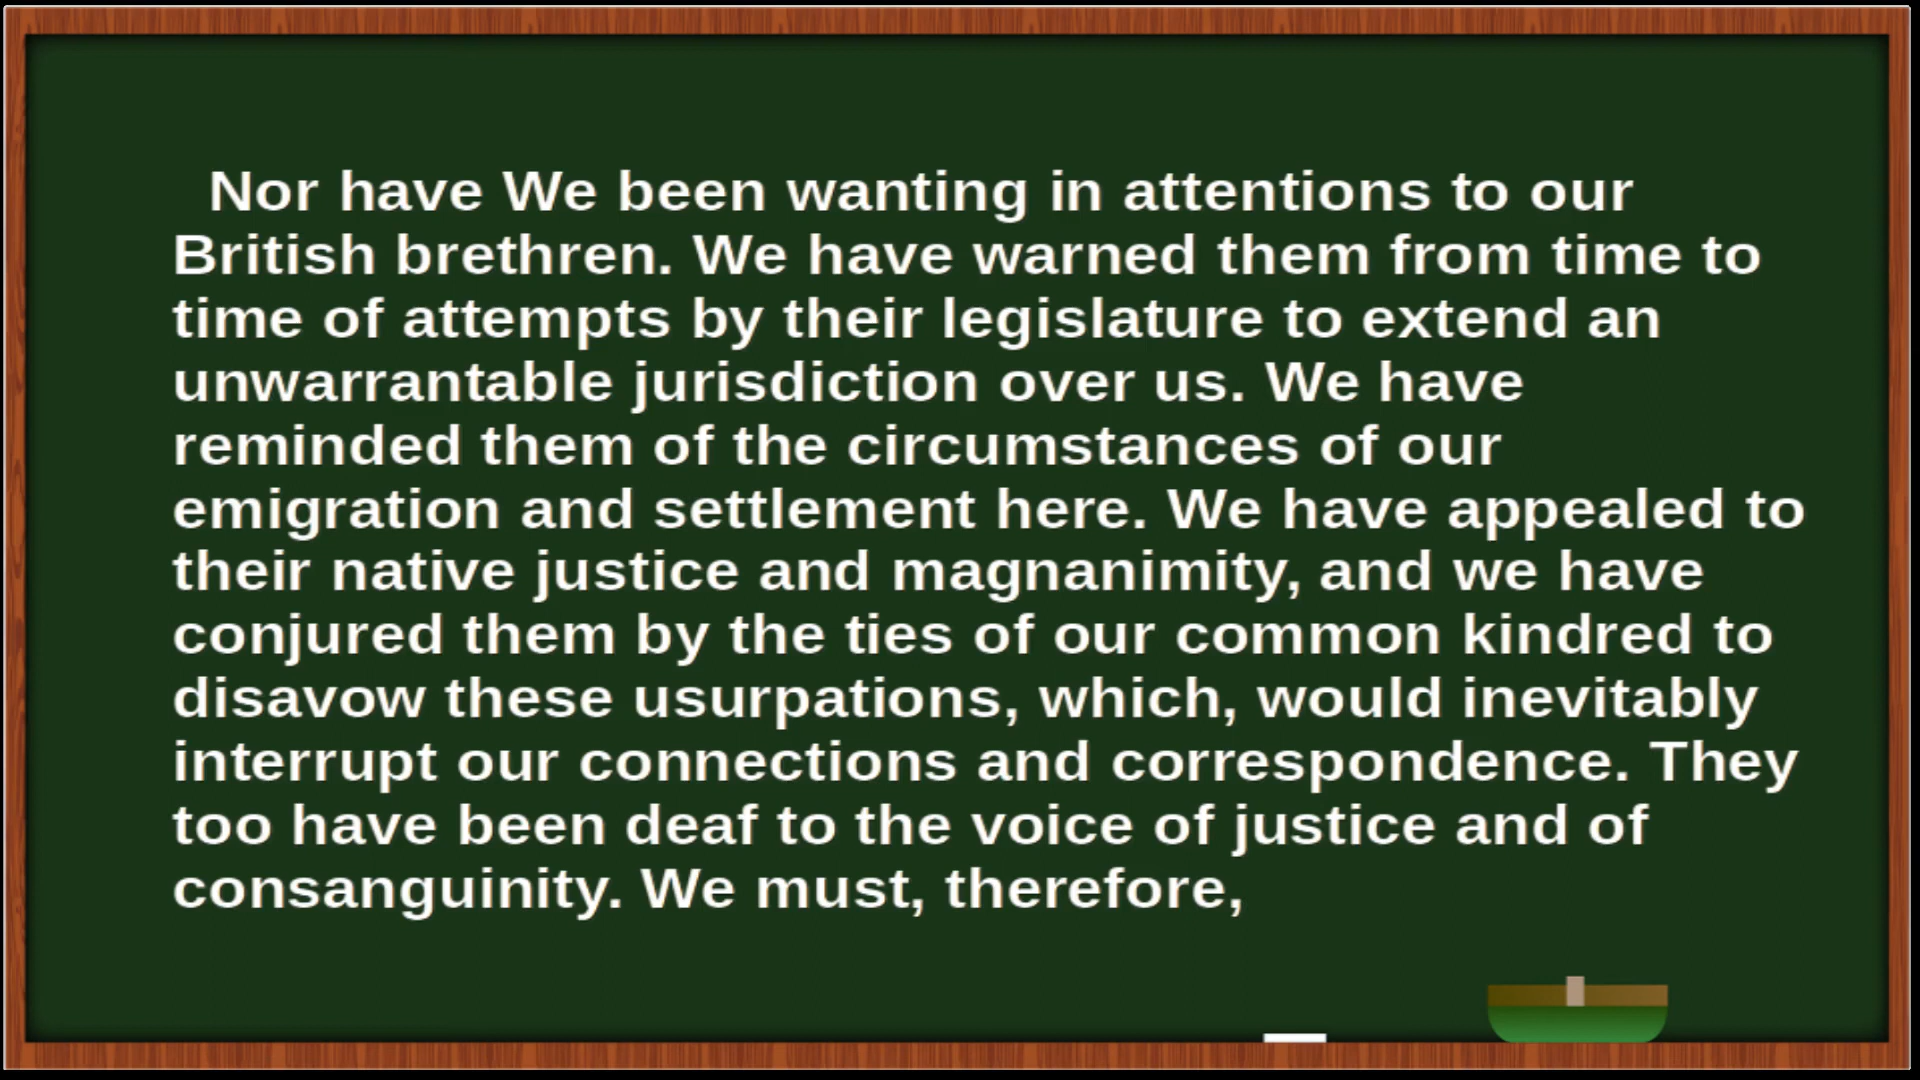 Nor have We been wanting in attentions to our
British brethren. We have warned them from time to
time of attempts by their legislature to extend an
unwarrantable jurisdiction over us. We have
reminded them of the circumstances of our
emigration and settlement here. We have appealed to
their native justice and magnanimity, and we have
conjured them by the ties of our common kindred to
disavow these usurpations, which, would inevitably
interrupt our connections and correspondence. They
too have been deaf to the voice of justice and of
consanguinity. We must, therefore,